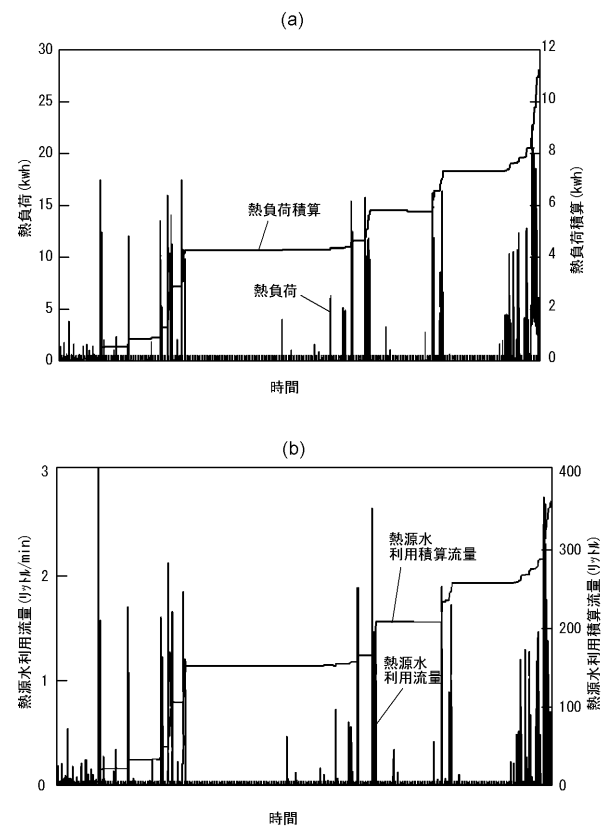 (a)
30
25
20
15
10
5
0
熱負荷(kwh)
12
10
8
6
4
2
0
熱負荷積算(kwh)
熱負荷積算
熱負荷
時間
(b)
3
2
1
0
熱源水利用流量(リットル/min)
400
300
200
100
0
熱源水利用積算流量(リットル)
熱源水
利用積算流量
熱源水
利用流量
時間